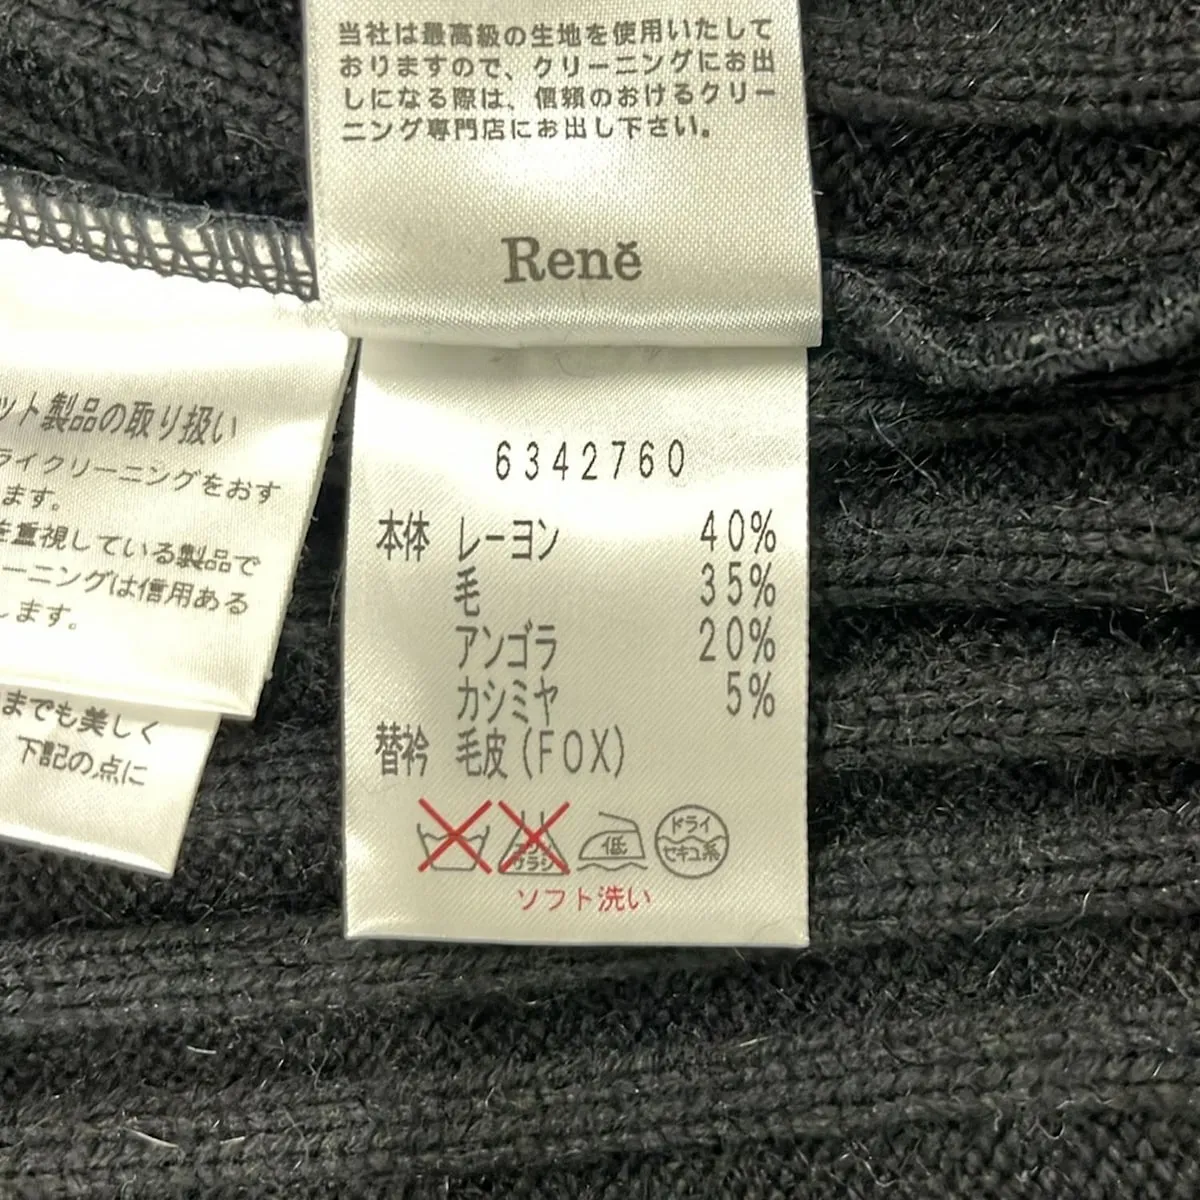 当社は最高級の生地を使用いたして
おりますので、クリーニングにお出
しになる際は、信頼のおけるクリー
ニング専門店にお出し下さい。
Renĕ
ット製品の取り扱い
ライクリーニングをおす
ます。
を重視している製品で
ーニングは信用ある
します。
までも美しく
下記の点に
6342760
本体 レーヨン 40%
毛 35%
アンゴラ 20%
カシミヤ 5%
替衿 毛皮(FOX)
エンソ サラシ 低 ドライ セキユ系
ソフト洗い